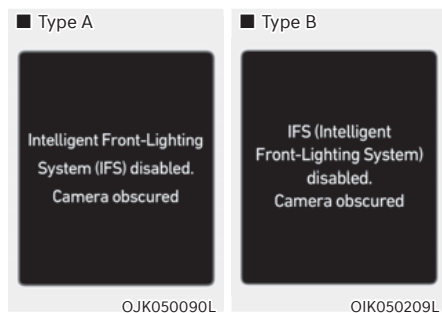 ■ Type A
Intelligent Front-Lighting
System (IFS) disabled.
Camera obscured
OJK050090L
■ Type B
IFS (Intelligent
Front-Lighting System)
disabled.
Camera obscured
OIK050209L